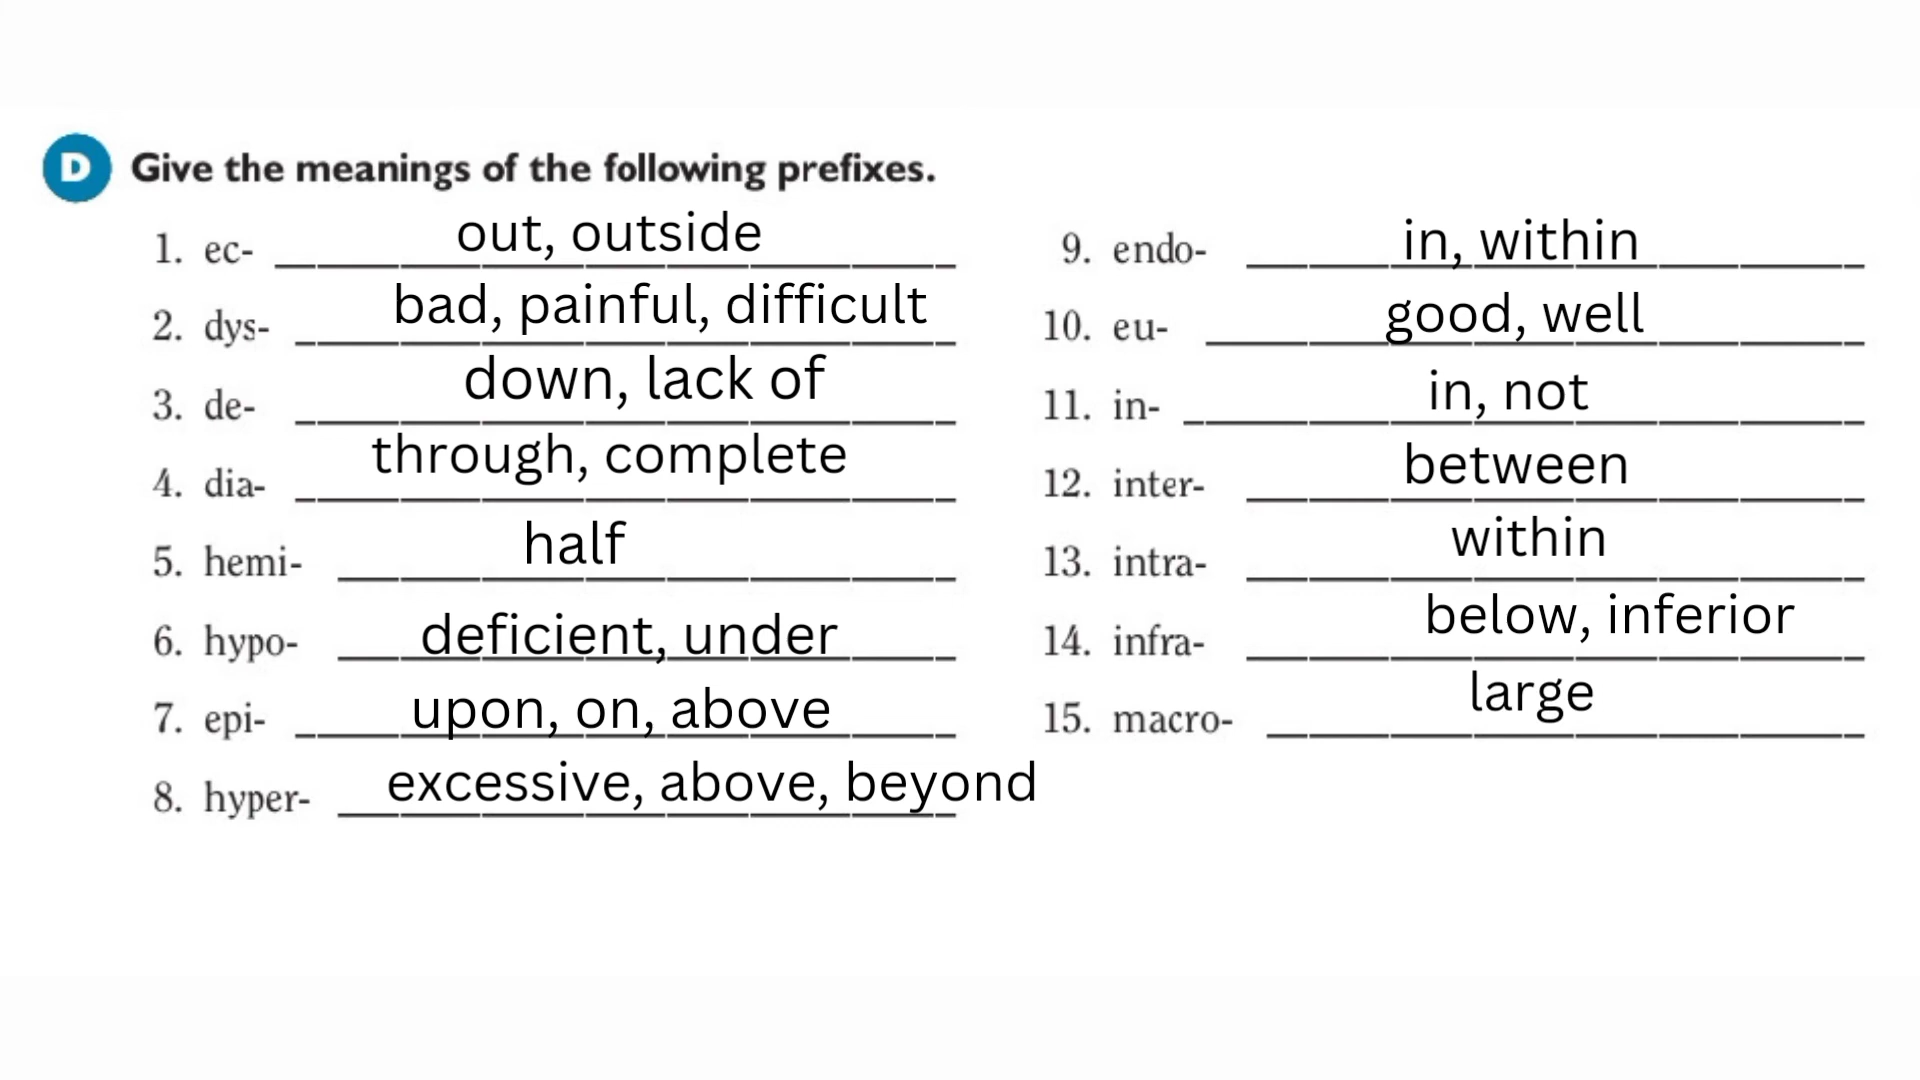 D Give the meanings of the following prefixes.
1. ec- out, outside
2. dys- bad, painful, difficult
3. de- down, lack of
4. dia- through, complete
5. hemi- half
6. hypo- deficient, under
7. epi- upon, on, above
8. hyper- excessive, above, beyond
9. endo- in, within
10. eu- good, well
11. in- in, not
12. inter- between
13. intra- within
14. infra- below, inferior
15. macro- large